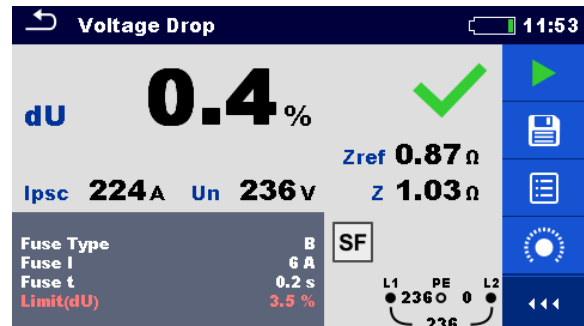 Voltage Drop 11:53
dU 0.4 %
Zref 0.87 Ω
Ipsc 224 A Un 236 V Z 1.03 Ω
Fuse Type B
Fuse I 6 A
Fuse t 0.2 s
Limit(dU) 3.5 %
SF
L1 PE L2
236 0
236